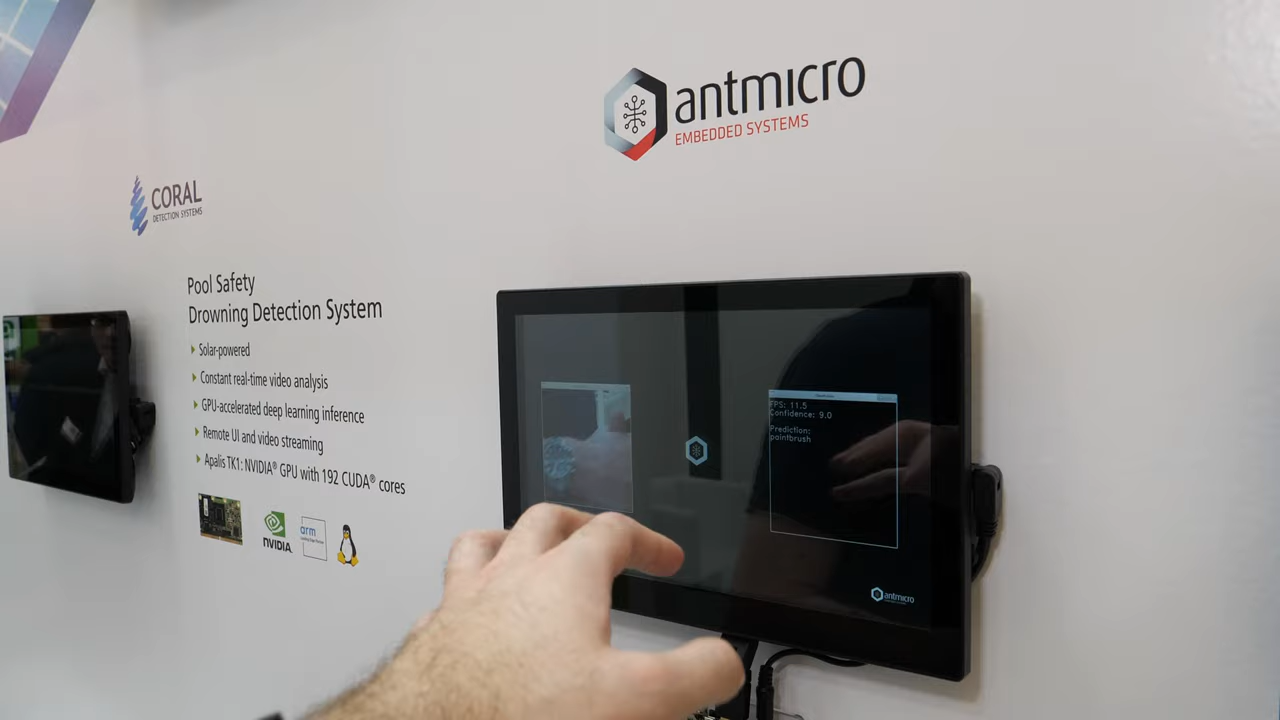 antmicro
EMBEDDED SYSTEMS
CORAL
DETECTION SYSTEMS
Pool Safety
Drowning Detection System
Solar-powered
Constant real-time video analysis
GPU-accelerated deep learning inference
Remote UI and video streaming
Apalis TK1: NVIDIA® GPU with 192 CUDA® cores
NVIDIA.
arm
FPS: 11.5
Confidence: 9.0
Prediction:
paintbrush
antmicro